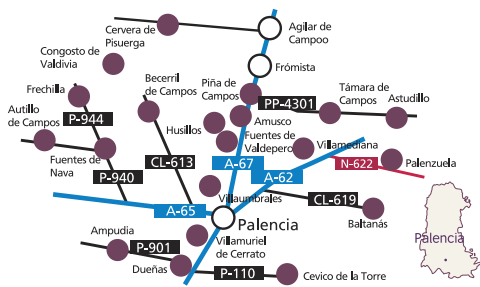 Cervera de
Pisuerga
Agilar de
Campoo
Congosto de
Valdivia
Frómista
Frechilla
Becerril
de Campos
Piña de
Campos
Támara de
Campos
Astudillo
PP-4301
Autillo
de Campos
P-944
Husillos
Amusco
Fuentes de
Valdepero
Villamediana
Fuentes de
Nava
CL-613
A-67
A-62
N-622
Palenzuela
P-940
Villaumbrales
CL-619
A-65
Palencia
Baltanás
Ampudia
P-901
Villamuriel
de Cerrato
Dueñas
P-110
Cevico de la Torre
Palencia